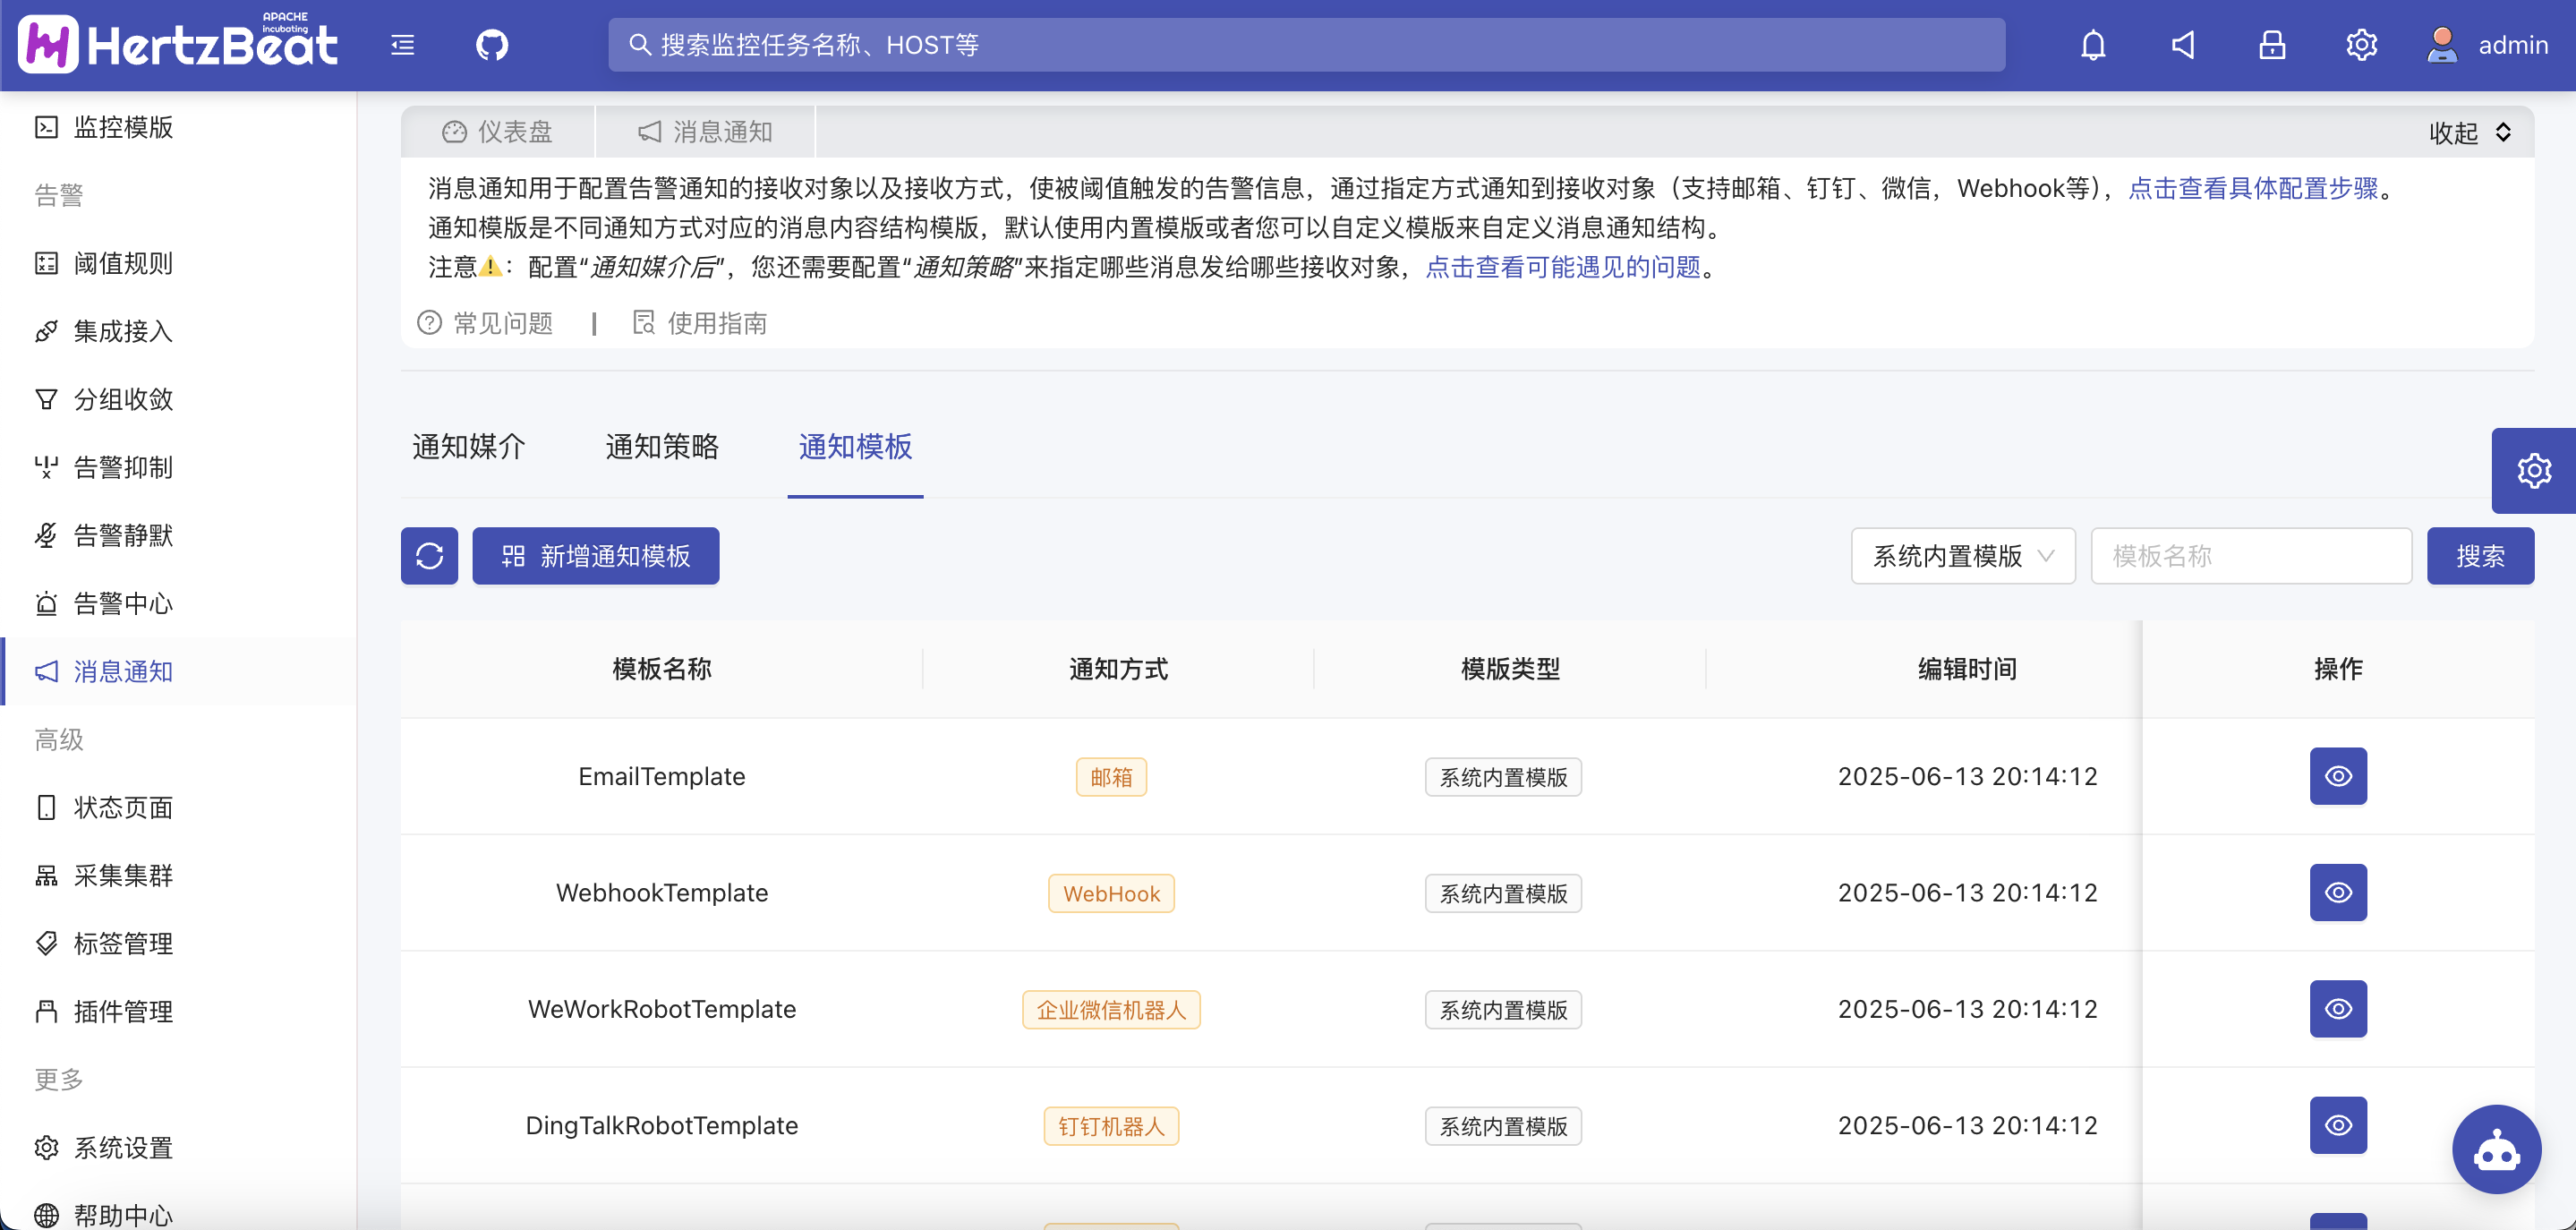 APACHE
incubating
HertzBeat
搜索监控任务名称、HOST等
admin
监控模版
告警
阈值规则
集成接入
分组收敛
告警抑制
告警静默
告警中心
消息通知
高级
状态页面
采集集群
标签管理
插件管理
更多
系统设置
帮助中心
仪表盘
消息通知
收起
消息通知用于配置告警通知的接收对象以及接收方式，使被阈值触发的告警信息，通过指定方式通知到接收对象（支持邮箱、钉钉、微信，Webhook等），点击查看具体配置步骤。
通知模版是不同通知方式对应的消息内容结构模版，默认使用内置模版或者您可以自定义模版来自定义消息通知结构。
注意⚠️：配置“通知媒介后”，您还需要配置“通知策略”来指定哪些消息发给哪些接收对象，点击查看可能遇见的问题。
常见问题 | 使用指南
通知媒介 通知策略 通知模板
新增通知模板 系统内置模版 模板名称 搜索
模板名称 通知方式 模版类型 编辑时间 操作
EmailTemplate 邮箱 系统内置模版 2025-06-13 20:14:12
WebhookTemplate WebHook 系统内置模版 2025-06-13 20:14:12
WeWorkRobotTemplate 企业微信机器人 系统内置模版 2025-06-13 20:14:12
DingTalkRobotTemplate 钉钉机器人 系统内置模版 2025-06-13 20:14:12